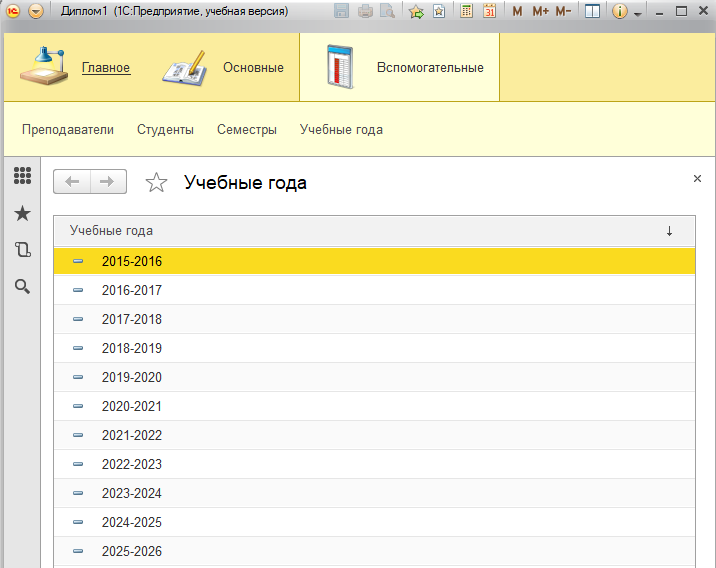 Диплом1 (1С:Предприятие, учебная версия)
M M+ M-
Главное
Основные
Вспомогательные
Преподаватели Студенты Семестры Учебные года
Учебные года
Учебные года
2015-2016
2016-2017
2017-2018
2018-2019
2019-2020
2020-2021
2021-2022
2022-2023
2023-2024
2024-2025
2025-2026